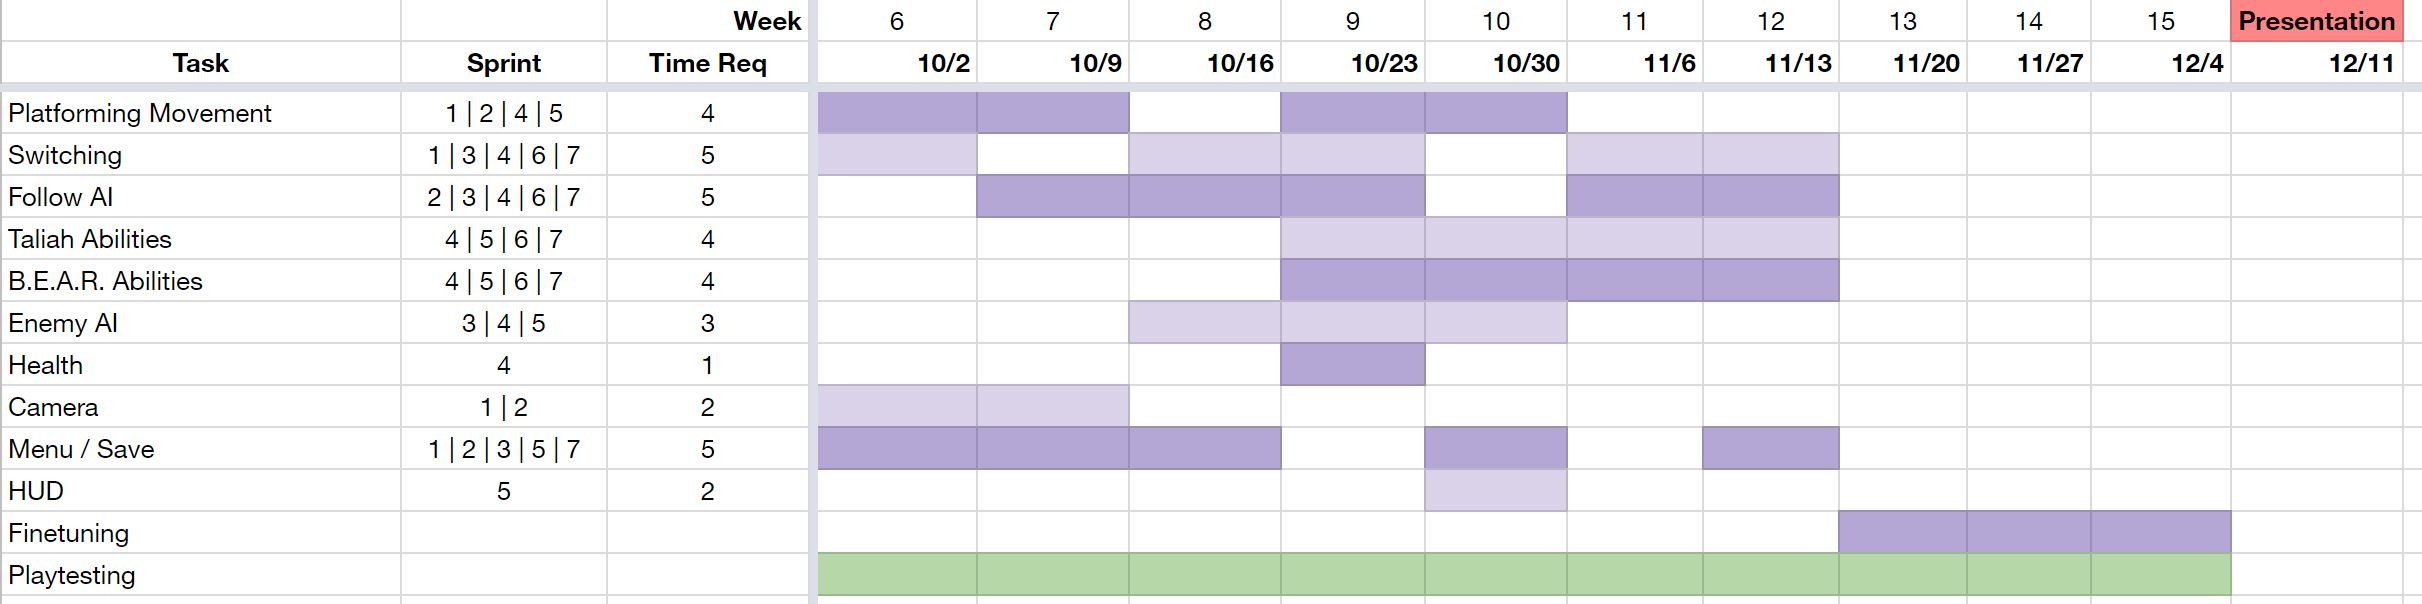 Week 6 7 8 9 10 11 12 13 14 15 Presentation
Task Sprint Time Req 10/2 10/9 10/16 10/23 10/30 11/6 11/13 11/20 11/27 12/4 12/11
Platforming Movement 1 | 2 | 4 | 5 4
Switching 1 | 3 | 4 | 6 | 7 5
Follow AI 2 | 3 | 4 | 6 | 7 5
Taliah Abilities 4 | 5 | 6 | 7 4
B.E.A.R. Abilities 4 | 5 | 6 | 7 4
Enemy AI 3 | 4 | 5 3
Health 4 1
Camera 1 | 2 2
Menu / Save 1 | 2 | 3 | 5 | 7 5
HUD 5 2
Finetuning
Playtesting